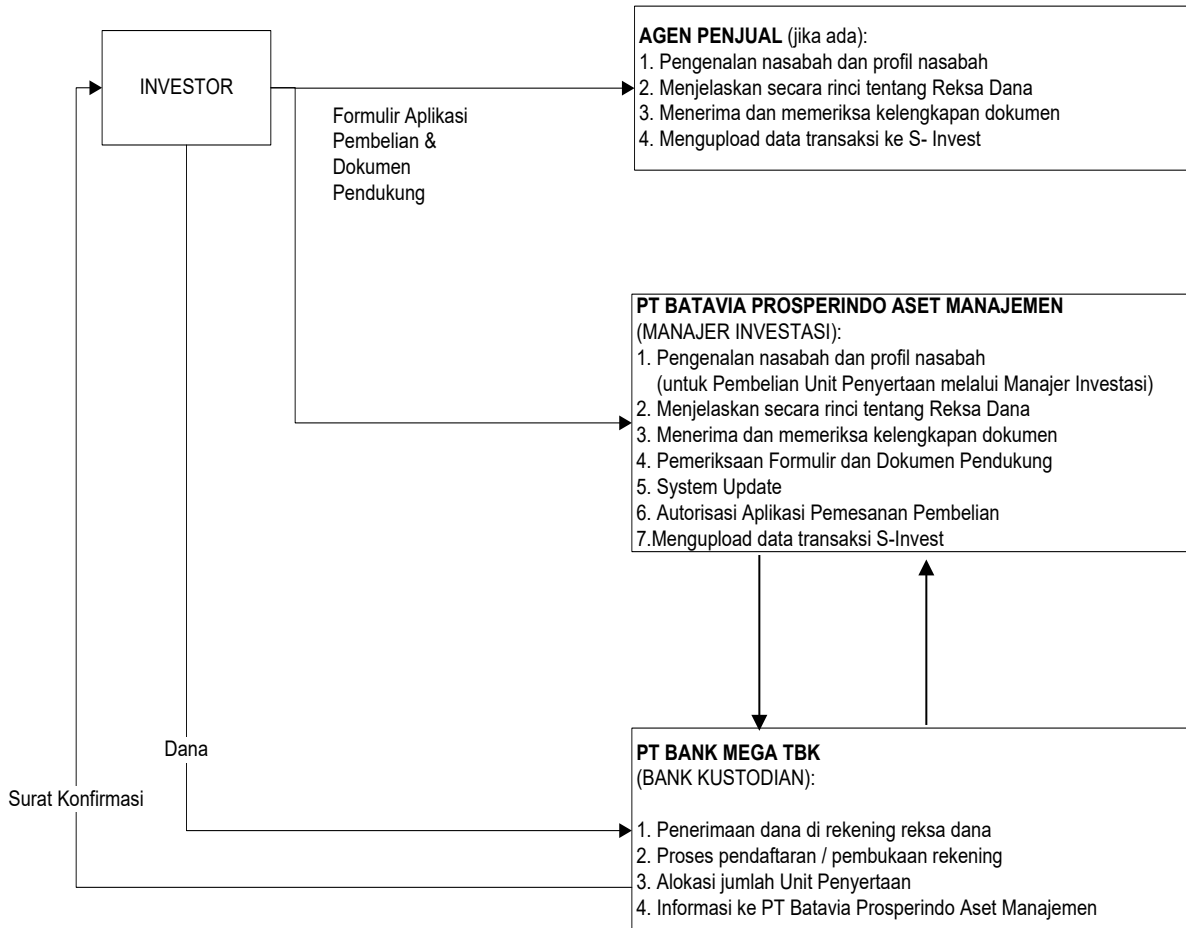 INVESTOR
Formulir Aplikasi
Pembelian &
Dokumen
Pendukung
AGEN PENJUAL (jika ada):
1. Pengenalan nasabah dan profil nasabah
2. Menjelaskan secara rinci tentang Reksa Dana
3. Menerima dan memeriksa kelengkapan dokumen
4. Mengupload data transaksi ke S- Invest
PT BATAVIA PROSPERINDO ASET MANAJEMEN
(MANAJER INVESTASI):
1. Pengenalan nasabah dan profil nasabah
(untuk Pembelian Unit Penyertaan melalui Manajer Investasi)
2. Menjelaskan secara rinci tentang Reksa Dana
3. Menerima dan memeriksa kelengkapan dokumen
4. Pemeriksaan Formulir dan Dokumen Pendukung
5. System Update
6. Autorisasi Aplikasi Pemesanan Pembelian
7.Mengupload data transaksi S-Invest
Dana
Surat Konfirmasi
PT BANK MEGA TBK
(BANK KUSTODIAN):
1. Penerimaan dana di rekening reksa dana
2. Proses pendaftaran / pembukaan rekening
3. Alokasi jumlah Unit Penyertaan
4. Informasi ke PT Batavia Prosperindo Aset Manajemen